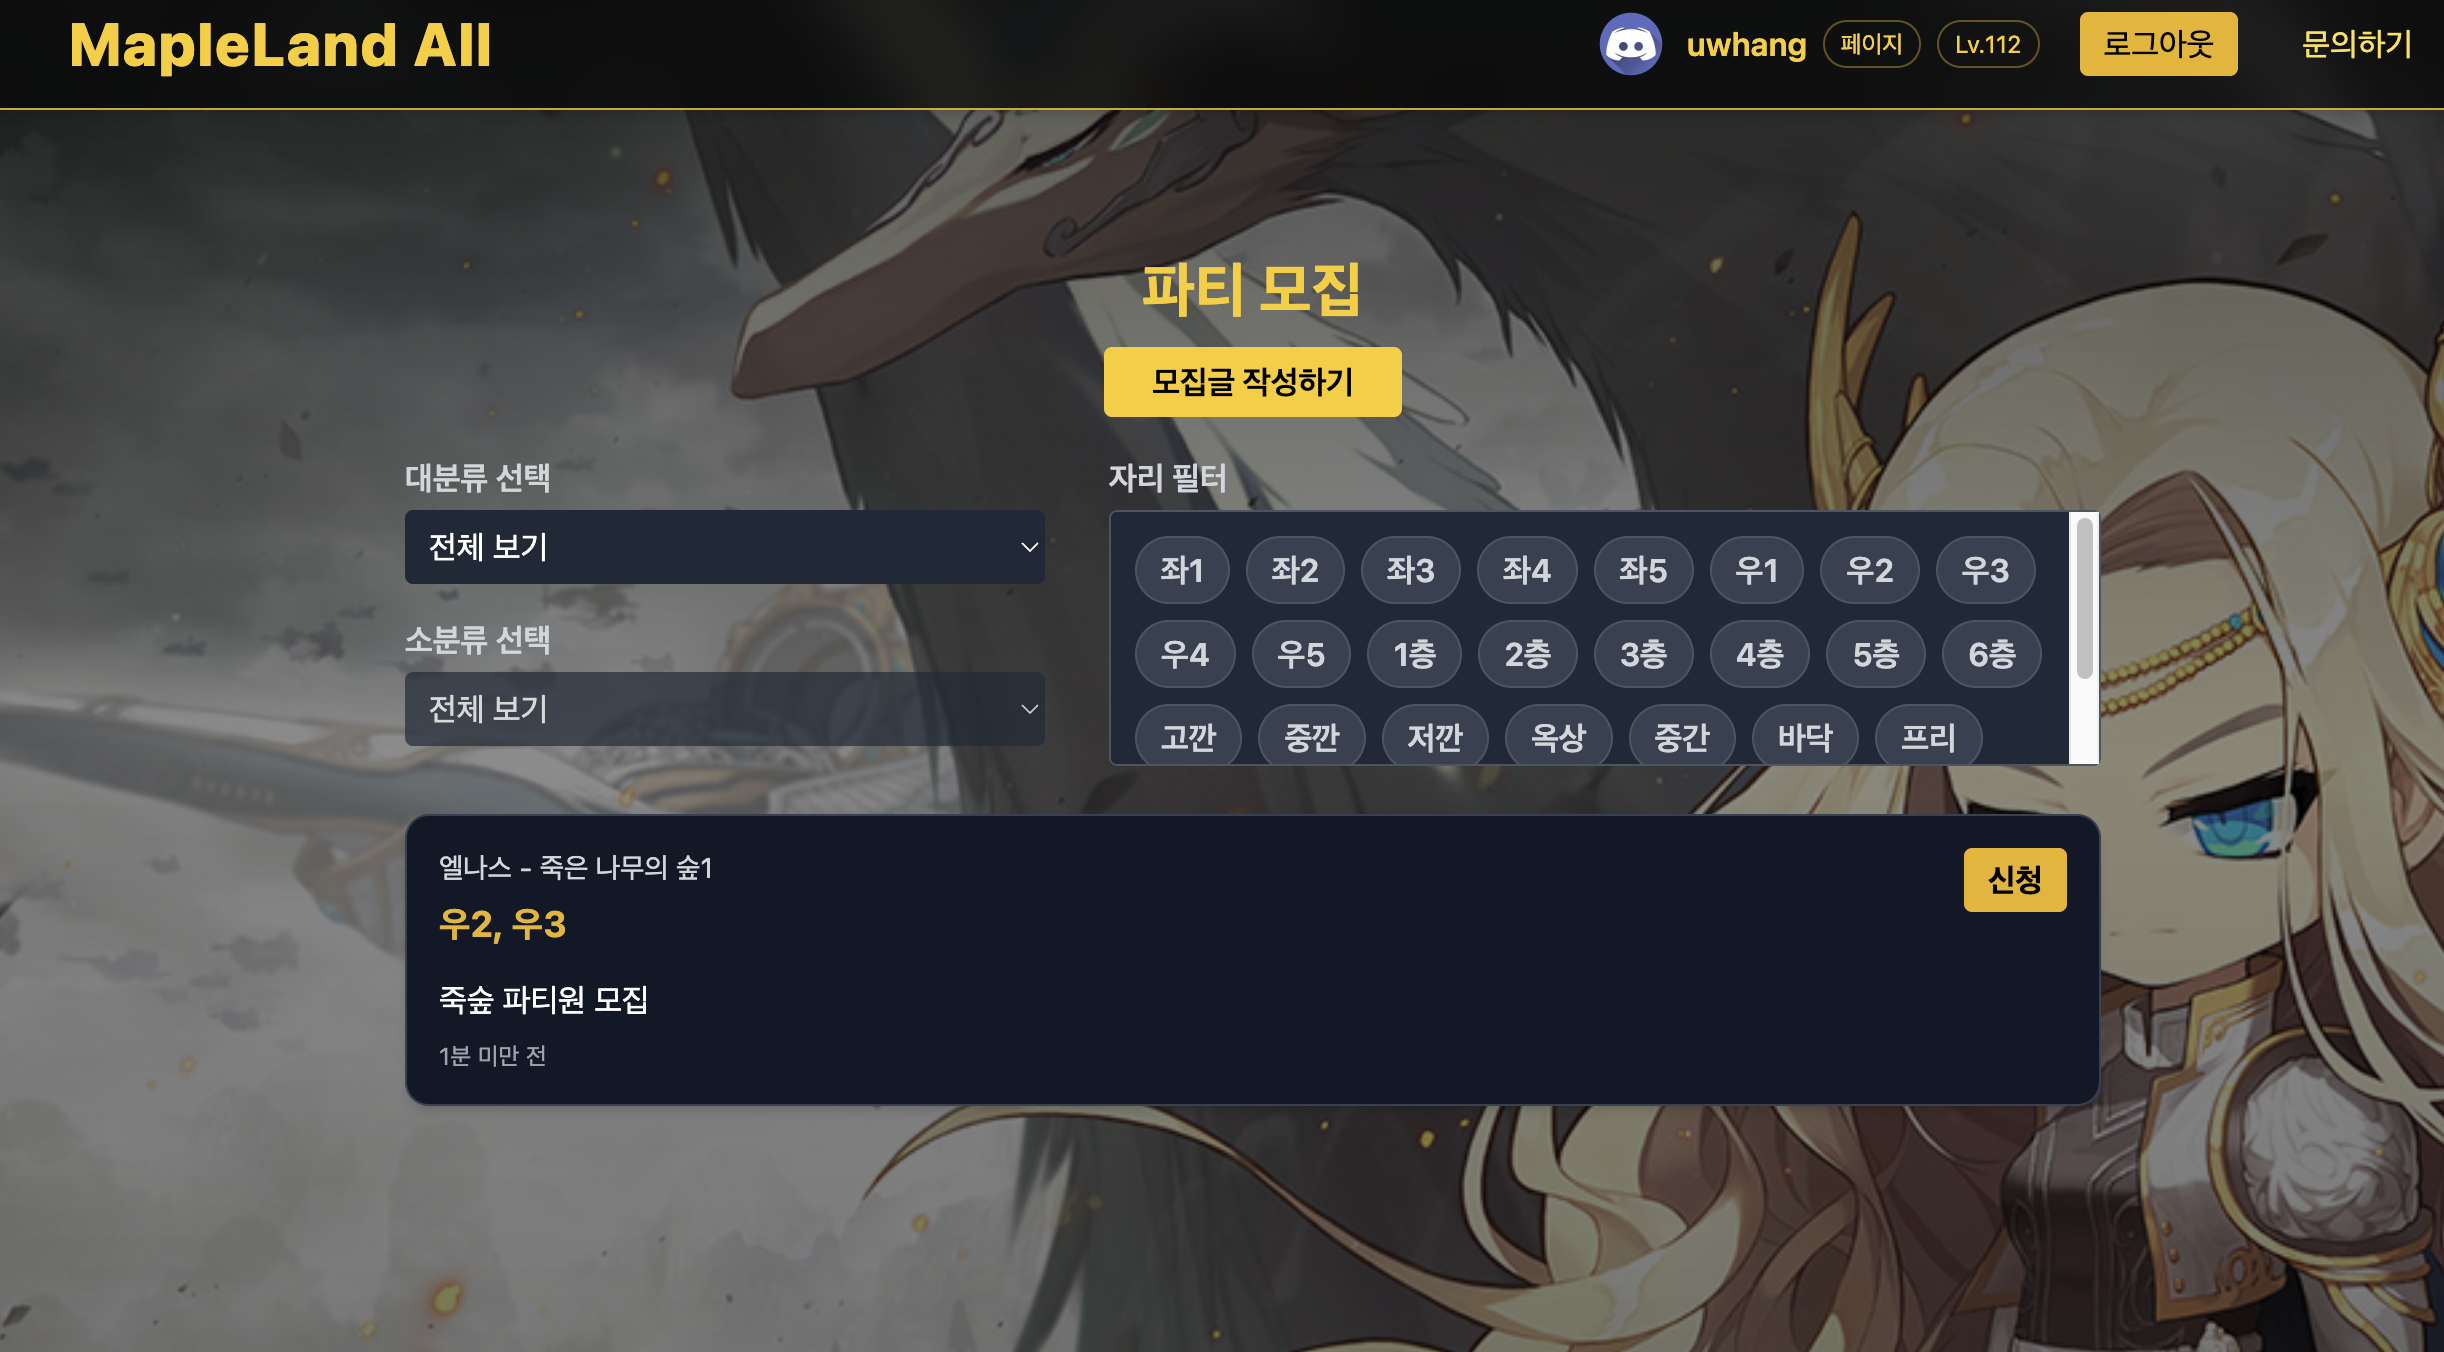 MapleLand All
uwhang 페이지 Lv.112 로그아웃 문의하기
파티 모집
모집글 작성하기
대분류 선택
전체 보기
소분류 선택
전체 보기
자리 필터
좌1 좌2 좌3 좌4 좌5 우1 우2 우3
우4 우5 1층 2층 3층 4층 5층 6층
고깐 중깐 저깐 옥상 중간 바닥 프리
엘나스 - 죽은 나무의 숲1
신청
우2, 우3
죽숲 파티원 모집
1분 미만 전